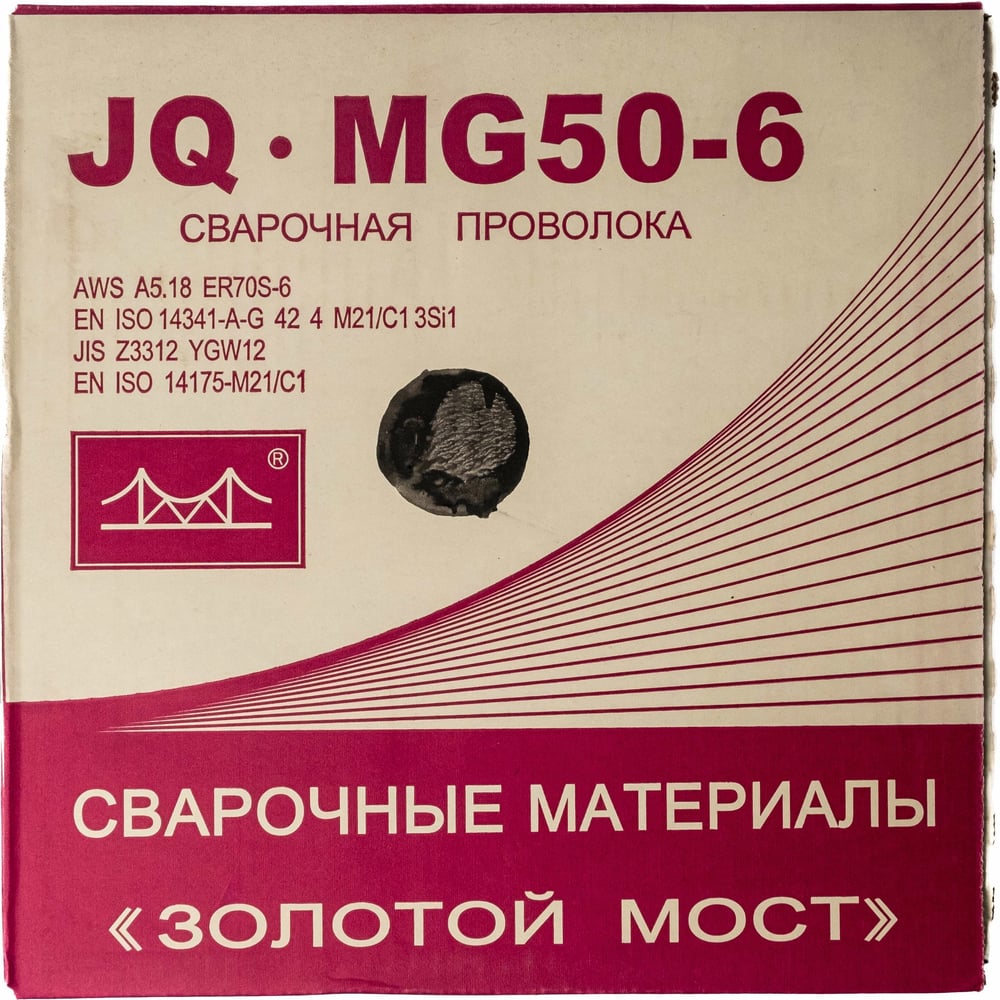 JQ · MG50-6
СВАРОЧНАЯ ПРОВОЛОКА
AWS A5.18 ER70S-6
EN ISO 14341-A-G 42 4 M21/C1 3Si1
JIS Z3312 YGW12
EN ISO 14175-M21/C1
®
СВАРОЧНЫЕ МАТЕРИАЛЫ
《ЗОЛОТОЙ МОСТ》